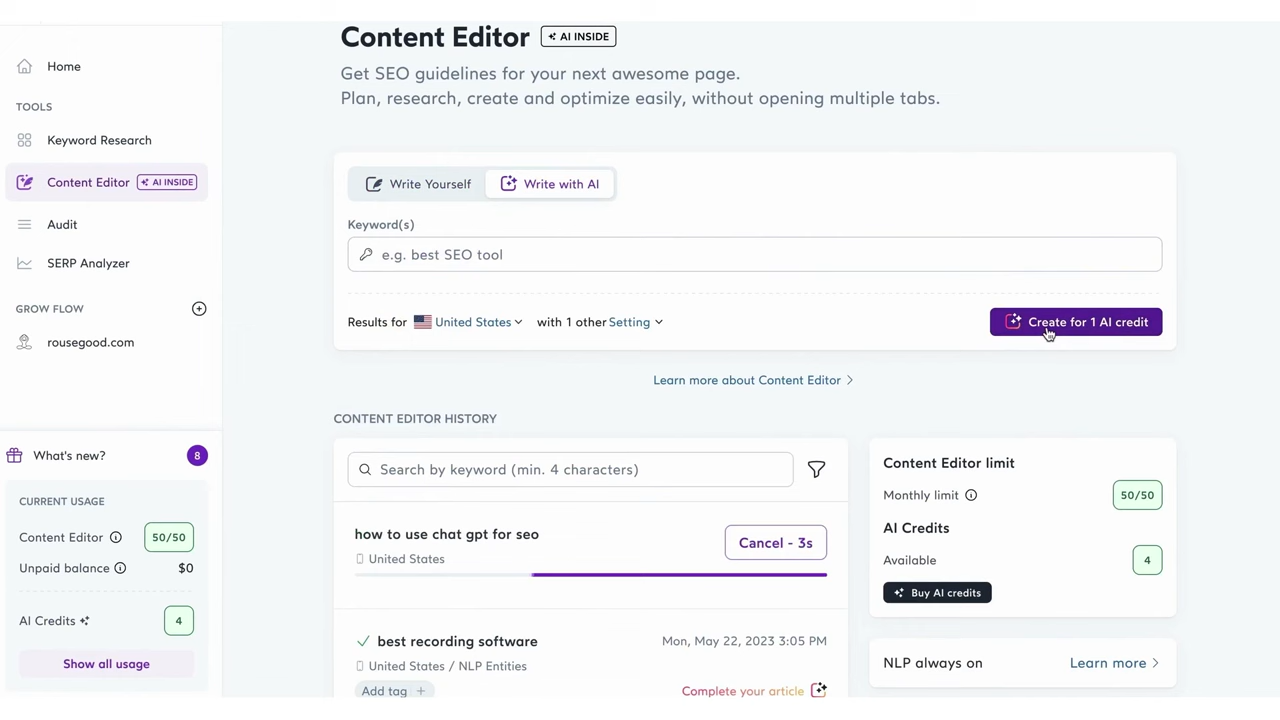 Home
TOOLS
Keyword Research
Content Editor AI INSIDE
Audit
SERP Analyzer
GROW FLOW
rousegood.com
What's new? 8
CURRENT USAGE
Content Editor 50/50
Unpaid balance $0
AI Credits 4
Show all usage
Content Editor AI INSIDE
Get SEO guidelines for your next awesome page.
Plan, research, create and optimize easily, without opening multiple tabs.
Write Yourself Write with AI
Keyword(s)
e.g. best SEO tool
Results for United States with 1 other Setting
Create for 1 AI credit
Learn more about Content Editor
CONTENT EDITOR HISTORY
Search by keyword (min. 4 characters)
how to use chat gpt for seo
United States
Cancel - 3s
best recording software Mon, May 22, 2023 3:05 PM
United States / NLP Entities
Add tag + Complete your article
Content Editor limit
Monthly limit 50/50
AI Credits
Available 4
Buy AI credits
NLP always on Learn more